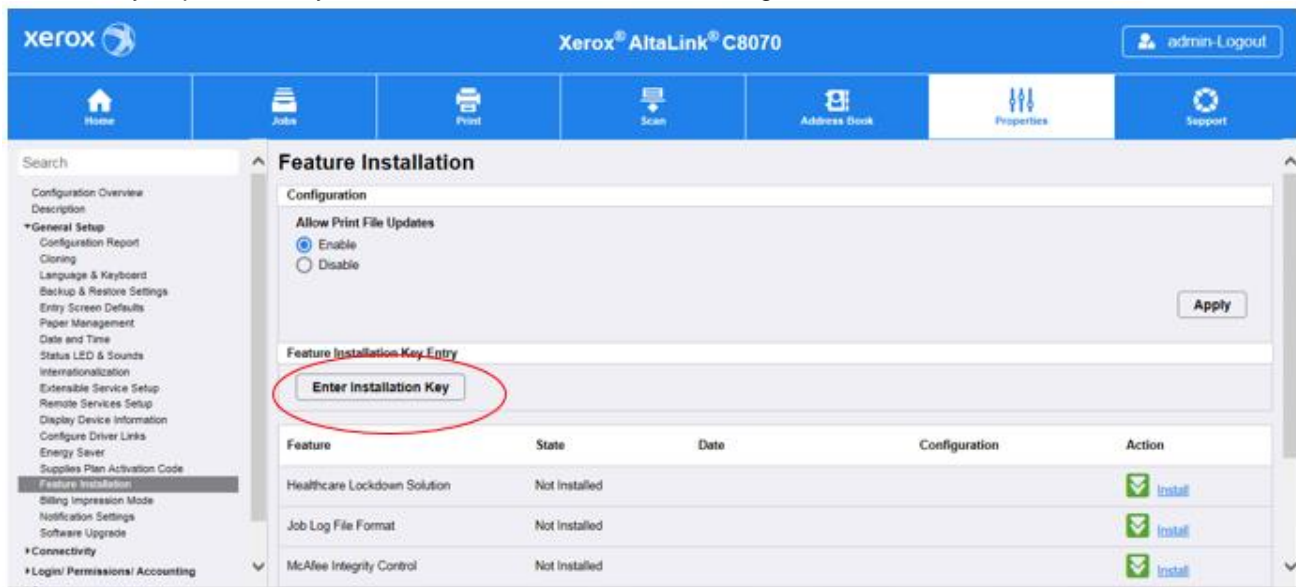 xerox
Xerox® AltaLink® C8070
admin-Logout
Home
Jobs
Print
Scan
Address Book
Properties
Support
Search
Configuration Overview
Description
General Setup
Configuration Report
Cloning
Language & Keyboard
Backup & Restore Settings
Entry Screen Defaults
Paper Management
Date and Time
Status LED & Sounds
Internationalization
Extensible Service Setup
Remote Services Setup
Display Device Information
Configure Driver Links
Energy Saver
Supplies Plan Activation Code
Feature Installation
Billing Impression Mode
Notification Settings
Software Upgrade
Connectivity
Login/ Permissions/ Accounting
Feature Installation
Configuration
Allow Print File Updates
Enable
Disable
Apply
Feature Installation Key Entry
Enter Installation Key
Feature State Date Configuration Action
Healthcare Lockdown Solution Not Installed Install
Job Log File Format Not Installed Install
McAfee Integrity Control Not Installed Install